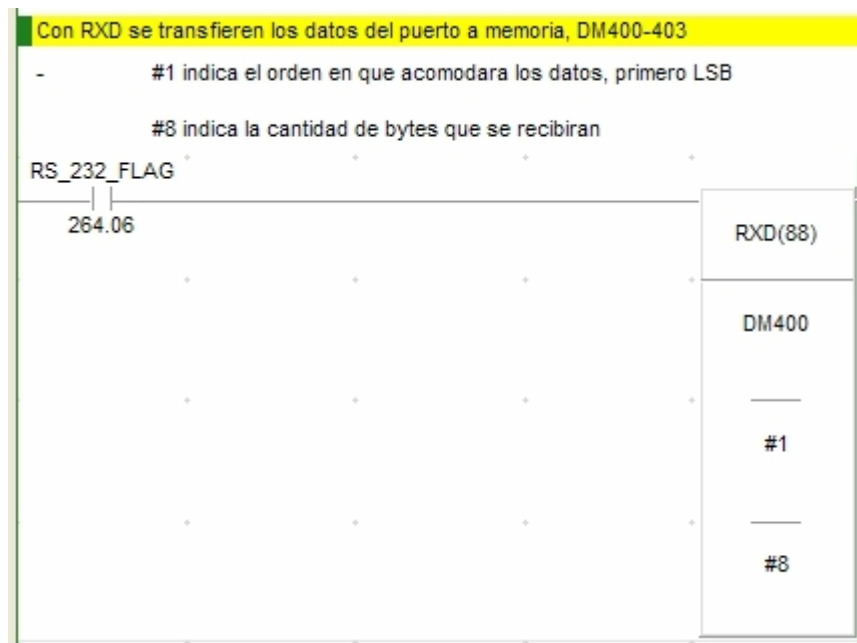 Con RXD se transfieren los datos del puerto a memoria, DM400-403
- #1 indica el orden en que acomodara los datos, primero LSB
#8 indica la cantidad de bytes que se recibiran
RS_232_FLAG
264.06
RXD(88)
DM400
#1
#8